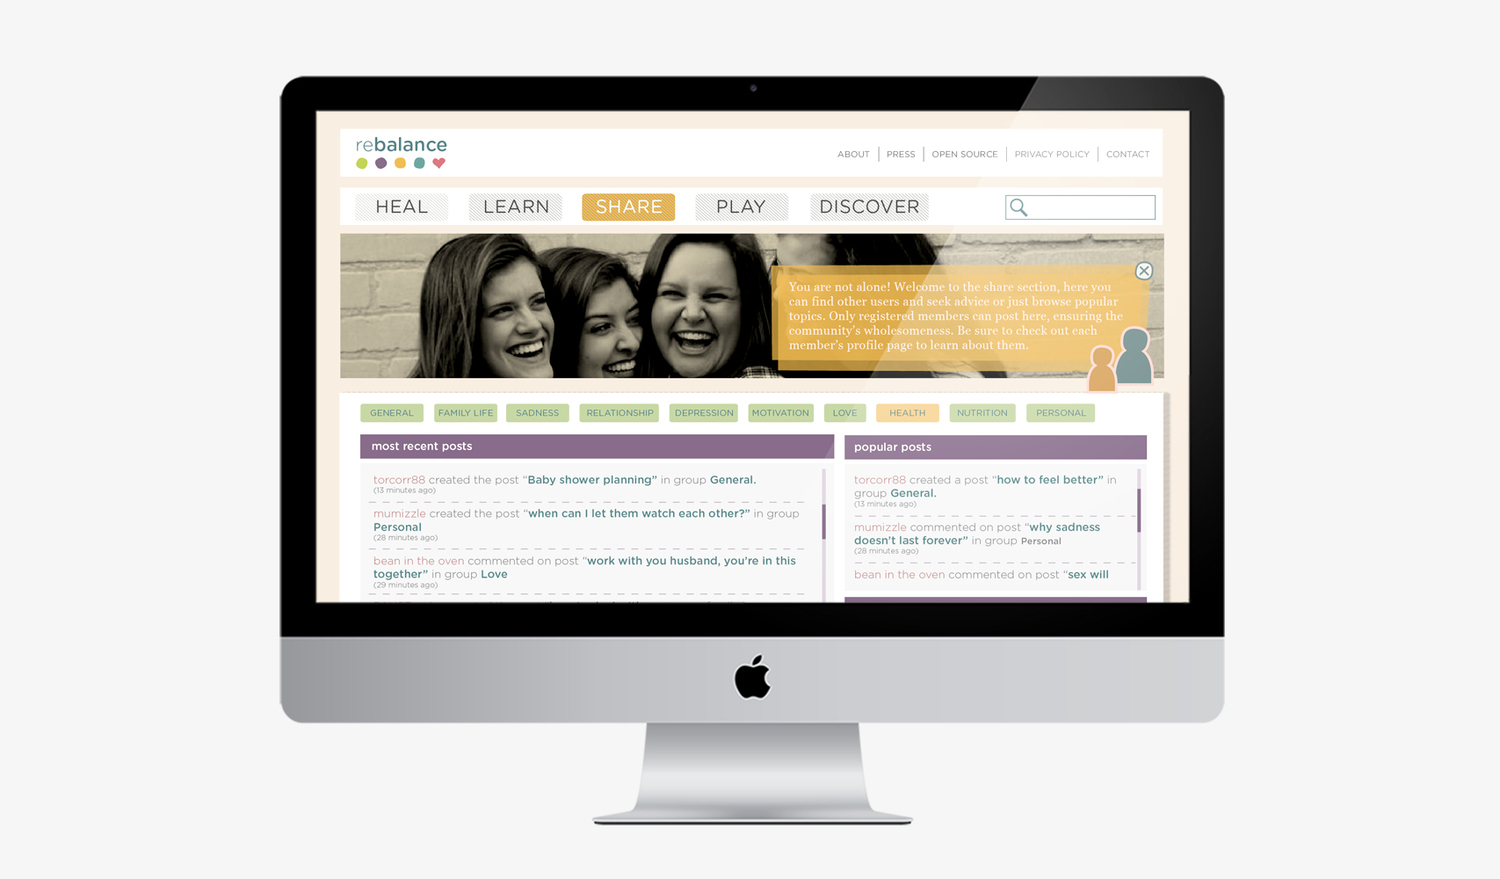 rebalance
ABOUT | PRESS | OPEN SOURCE | PRIVACY POLICY | CONTACT
HEAL LEARN SHARE PLAY DISCOVER
You are not alone! Welcome to the share section, here you
can find other users and seek advice or just browse popular
topics. Only registered members can post here, ensuring the
community's wholesomeness. Be sure to check out each
member's profile page to learn about them.
GENERAL FAMILY LIFE SADNESS RELATIONSHIP DEPRESSION MOTIVATION LOVE HEALTH NUTRITION PERSONAL
most recent posts
torcorr88 created the post “Baby shower planning” in group General.
(13 minutes ago)
mumizzle created the post “when can I let them watch each other?” in group
Personal
(28 minutes ago)
bean in the oven commented on post “work with you husband, you're in this
together” in group Love
(29 minutes ago)
popular posts
torcorr88 created a post “how to feel better” in
group General.
(13 minutes ago)
mumizzle commented on post “why sadness
doesn't last forever” in group Personal
(28 minutes ago)
bean in the oven commented on post “sex will